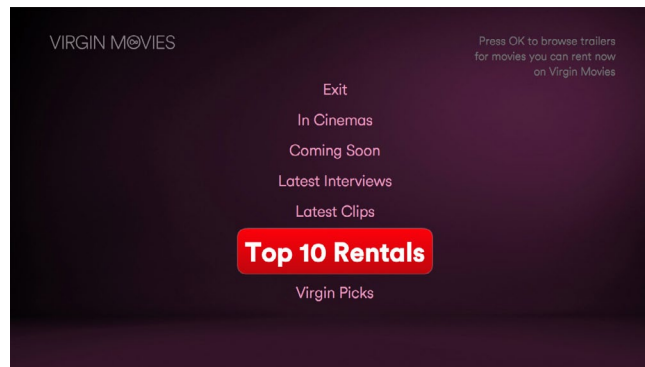 VIRGIN MOVIES
Press OK to browse trailers
for movies you can rent now
on Virgin Movies
Exit
In Cinemas
Coming Soon
Latest Interviews
Latest Clips
Top 10 Rentals
Virgin Picks